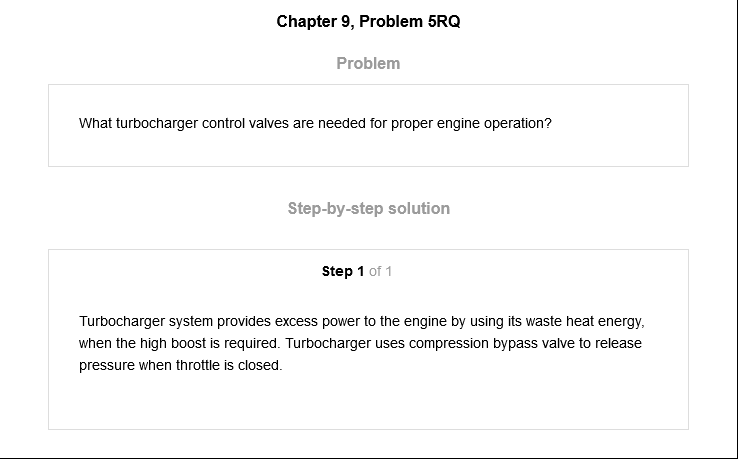 Chapter 9, Problem 5RQ
Problem
What turbocharger control valves are needed for proper engine operation?
Step-by-step solution
Step 1 of 1
Turbocharger system provides excess power to the engine by using its waste heat energy,
when the high boost is required. Turbocharger uses compression bypass valve to release
pressure when throttle is closed.